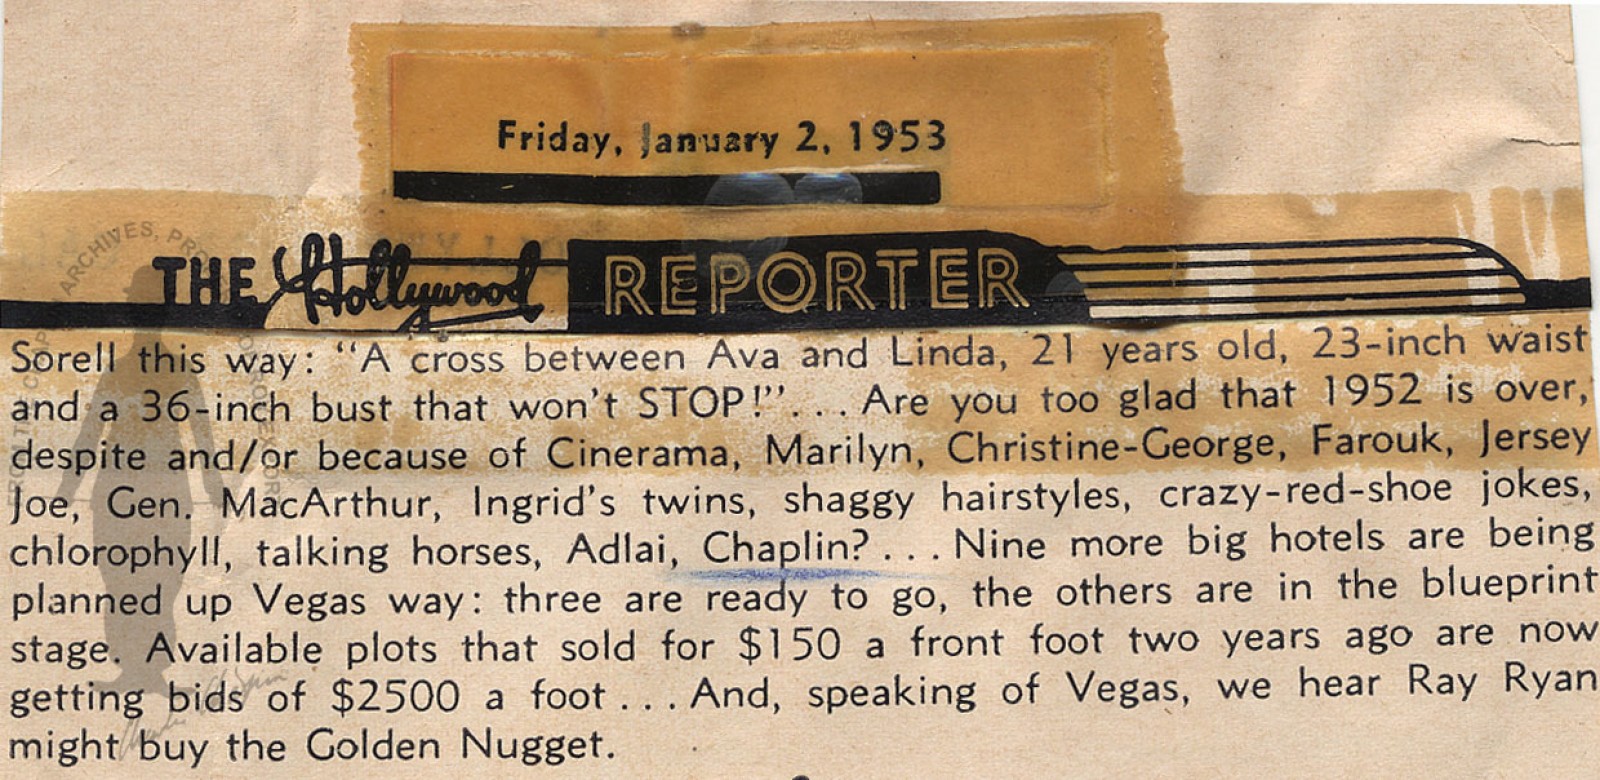 Friday, January 2, 1953
THE Hollywood REPORTER
Sorell this way: “A cross between Ava and Linda, 21 years old, 23-inch waist
and a 36-inch bust that won’t STOP!”... Are you too glad that 1952 is over,
despite and/or because of Cinerama, Marilyn, Christine-George, Farouk, Jersey
Joe, Gen. MacArthur, Ingrid’s twins, shaggy hairstyles, crazy-red-shoe jokes,
chlorophyll, talking horses, Adlai, Chaplin?... Nine more big hotels are being
planned up Vegas way: three are ready to go, the others are in the blueprint
stage. Available plots that sold for $150 a front foot two years ago are now
getting bids of $2500 a foot... And, speaking of Vegas, we hear Ray Ryan
might buy the Golden Nugget.
ARCHIVES,